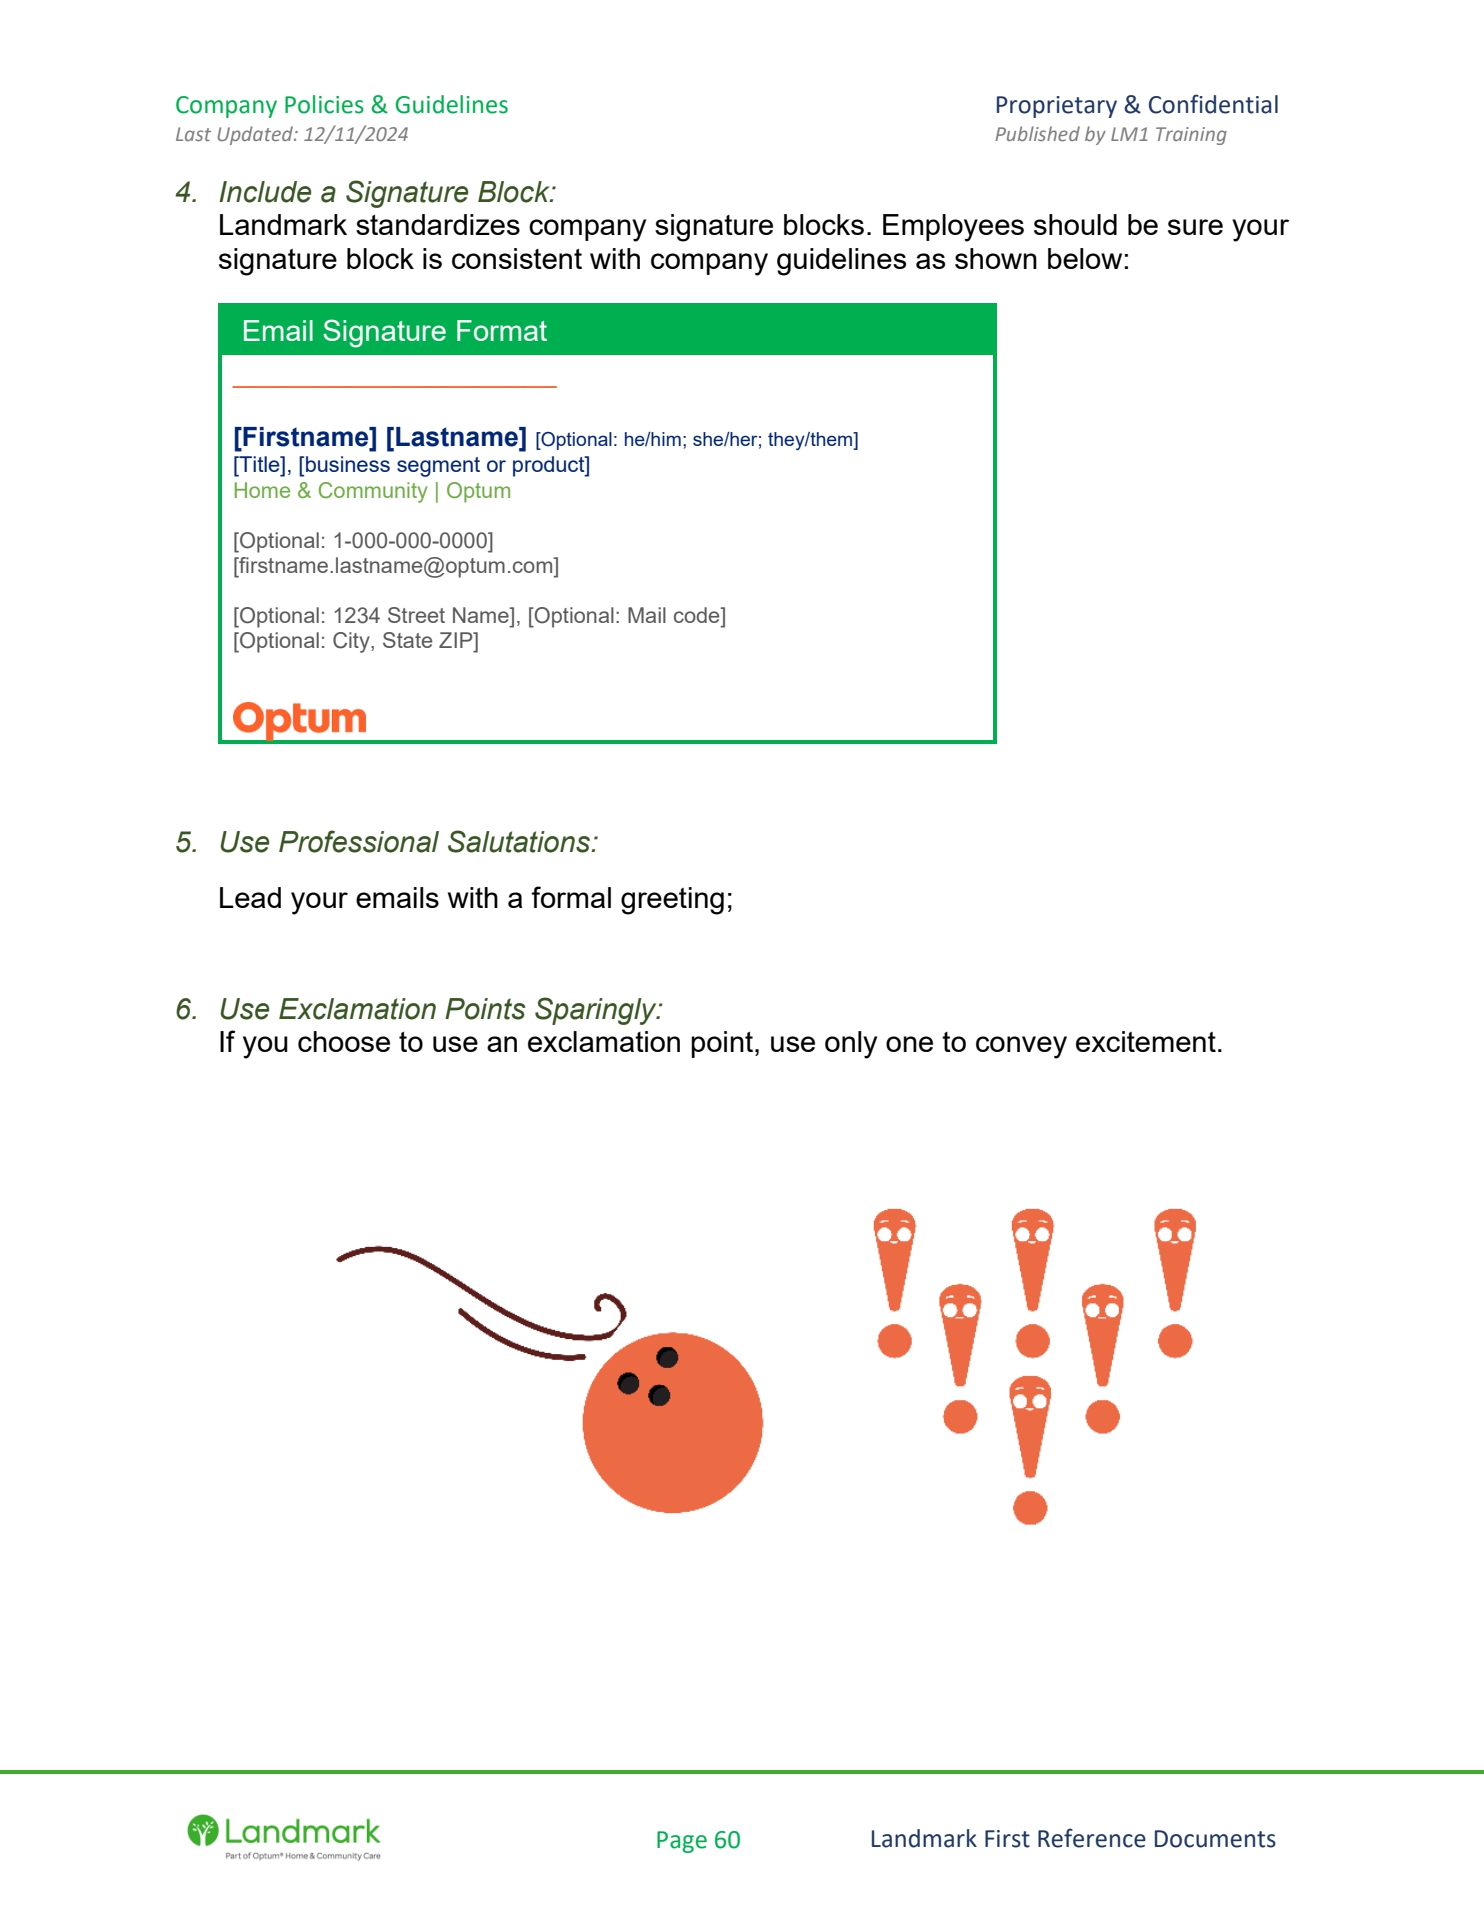 Company Policies & Guidelines
Proprietary & Confidential
Last Updated: 12/11/2024
Published by LM1 Training
4. Include a Signature Block:
Landmark standardizes company signature blocks. Employees should be sure your
signature block is consistent with company guidelines as shown below:
Email Signature Format
[Firstname] [Lastname] [Optional: he/him; she/her; they/them]
[Title], [business segment or product]
Home & Community | Optum
[Optional: 1-000-000-0000]
[firstname.lastname@optum.com]
[Optional: 1234 Street Name], [Optional: Mail code]
[Optional: City, State ZIP]
Optum
5. Use Professional Salutations:
Lead your emails with a formal greeting;
6. Use Exclamation Points Sparingly:
If you choose to use an exclamation point, use only one to convey excitement.
Landmark
Part of Optum® Home & Community Care
Page 60
Landmark First Reference Documents